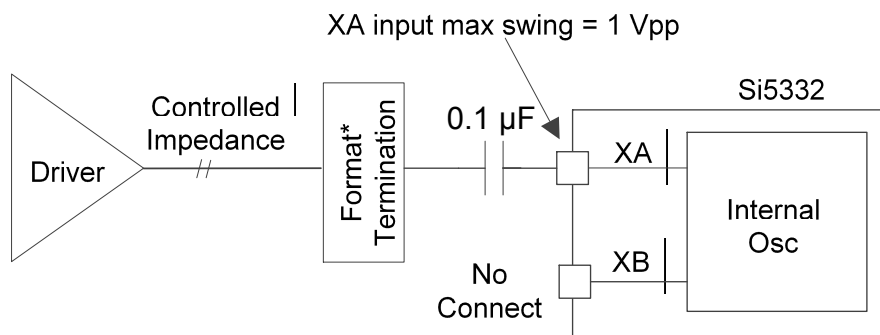 XA input max swing = 1 Vpp
Si5332
Controlled
Impedance
0.1 µF
Driver
Format*
Termination
XA
Internal
Osc
XB
No
Connect